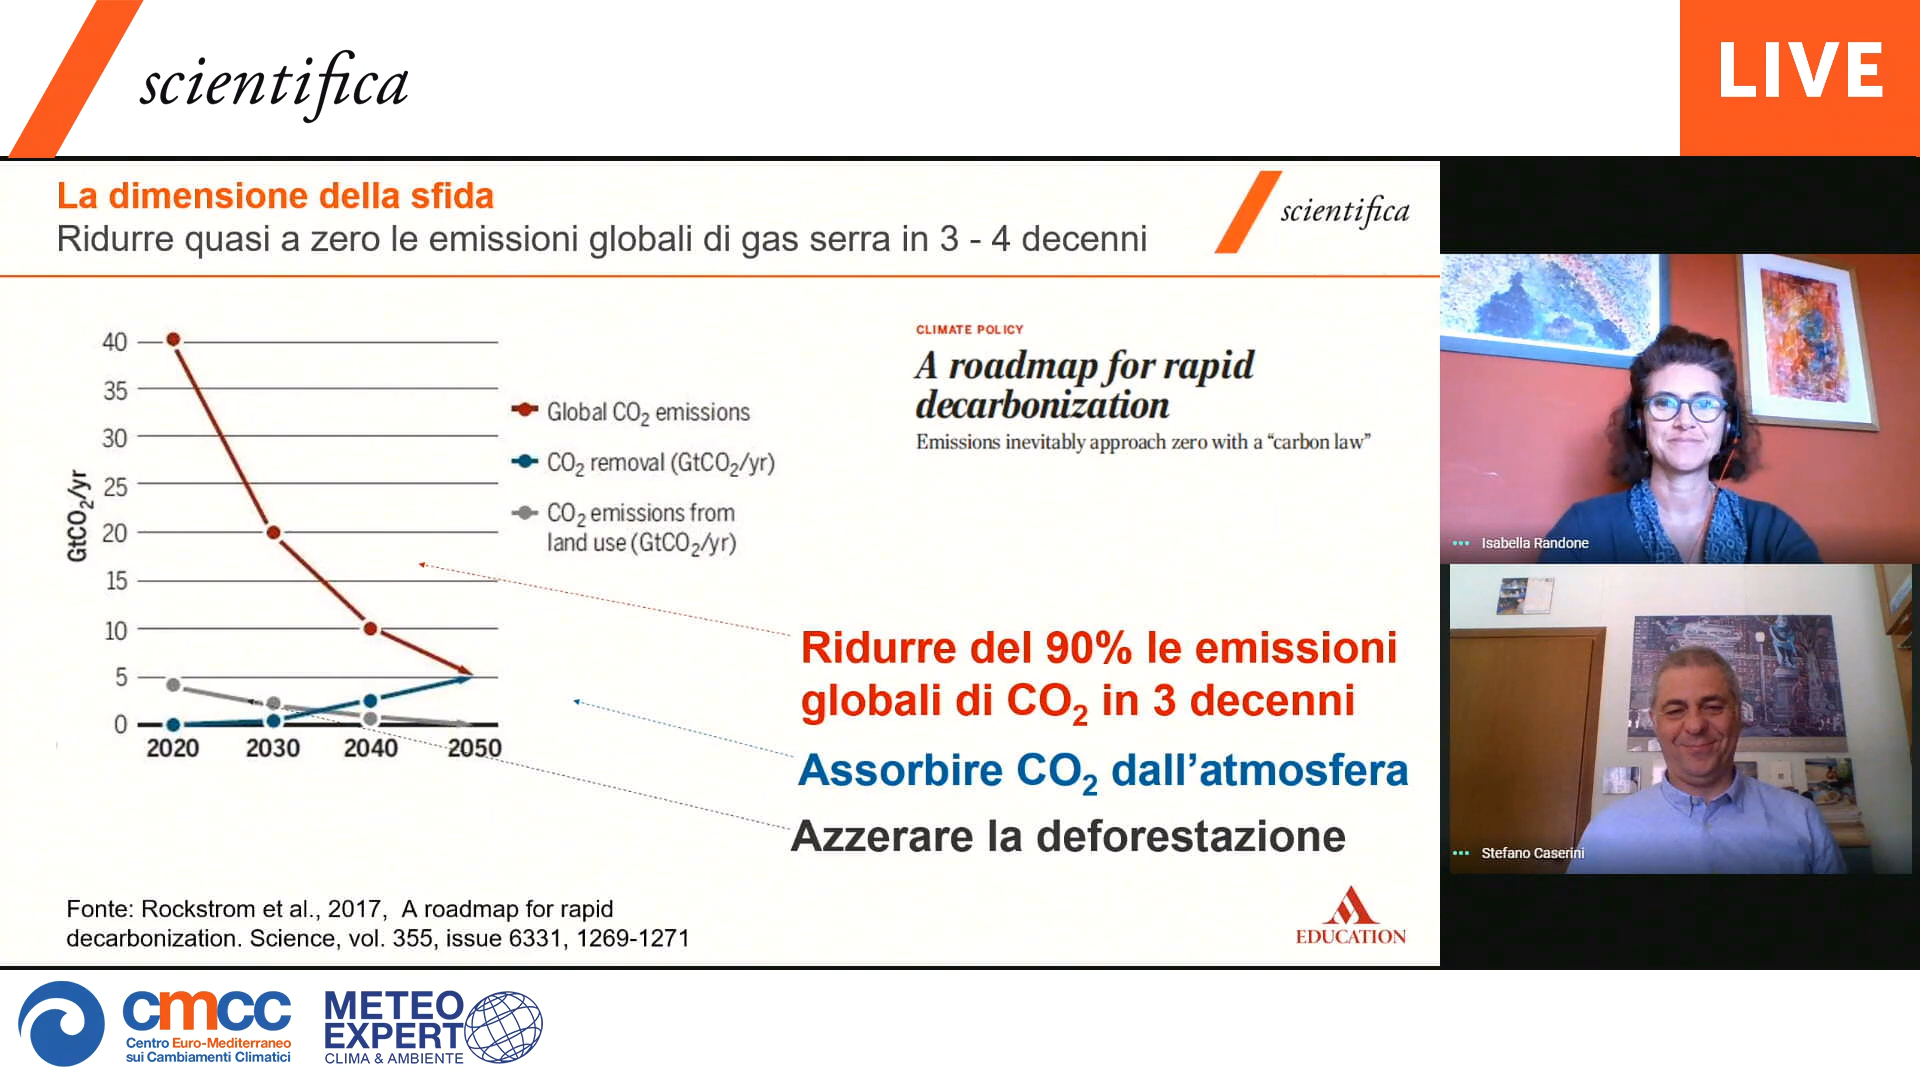 scientifica
LIVE
La dimensione della sfida
Ridurre quasi a zero le emissioni globali di gas serra in 3 - 4 decenni
scientifica
GtCO2/yr
40
35
30
25
20
15
10
5
0
2020 2030 2040 2050
Global CO2 emissions
CO2 removal (GtCO2/yr)
CO2 emissions from
land use (GtCO2/yr)
CLIMATE POLICY
A roadmap for rapid
decarbonization
Emissions inevitably approach zero with a “carbon law”
Ridurre del 90% le emissioni
globali di CO2 in 3 decenni
Assorbire CO2 dall’atmosfera
Azzerare la deforestazione
Fonte: Rockstrom et al., 2017, A roadmap for rapid
decarbonization. Science, vol. 355, issue 6331, 1269-1271
EDUCATION
Isabella Randone
Stefano Caserini
cmcc
Centro Euro-Mediterraneo
sui Cambiamenti Climatici
METEO
EXPERT
CLIMA & AMBIENTE